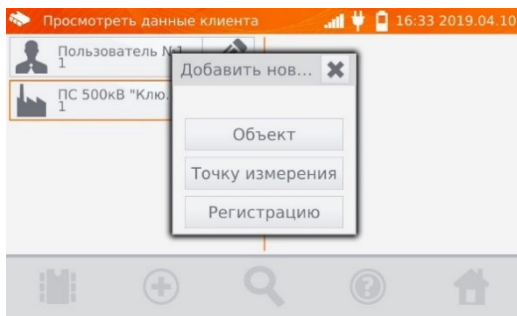 Просмотреть данные клиента
16:33 2019.04.10
Пользователь №1
1
ПС 500кВ "Клю...
1
Добавить нов...
Объект
Точку измерения
Регистрацию